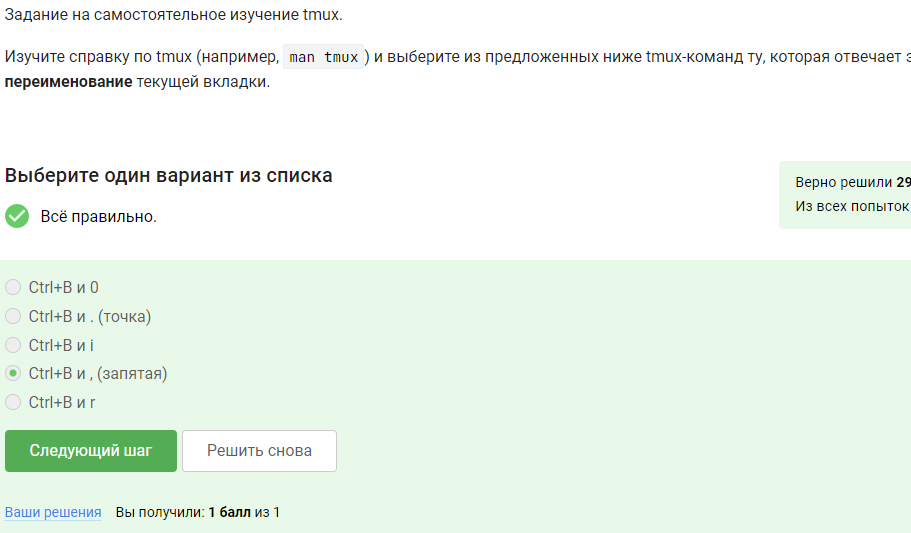 Задание на самостоятельное изучение tmux.
Изучите справку по tmux (например, man tmux ) и выберите из предложенных ниже tmux-команд ту, которая отвечает
переименование текущей вкладки.
Выберите один вариант из списка
Верно решили 29
Из всех попыток
Всё правильно.
Ctrl+B и 0
Ctrl+B и . (точка)
Ctrl+B и i
Ctrl+B и , (запятая)
Ctrl+B и r
Следующий шаг
Решить снова
Ваши решения Вы получили: 1 балл из 1